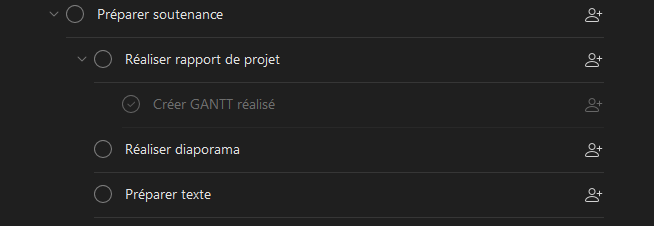 Préparer soutenance
Réaliser rapport de projet
Créer GANTT réalisé
Réaliser diaporama
Préparer texte